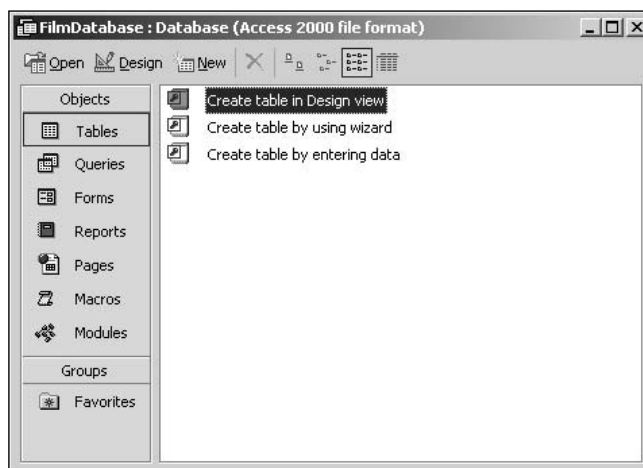 FilmDatabase : Database (Access 2000 file format)
Open Design New
Objects
Tables
Queries
Forms
Reports
Pages
Macros
Modules
Groups
Favorites
Create table in Design view
Create table by using wizard
Create table by entering data